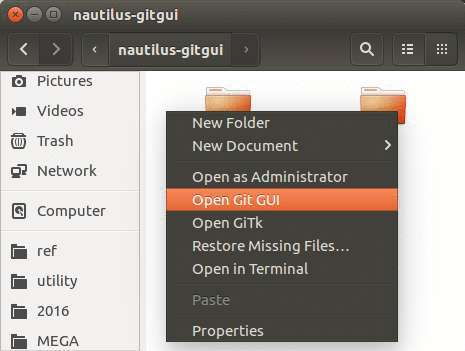 nautilus-gitgui
nautilus-gitgui
Pictures
Videos
Trash
Network
Computer
ref
utility
2016
MEGA
New Folder
New Document
Open as Administrator
Open Git GUI
Open GiTk
Restore Missing Files...
Open in Terminal
Paste
Properties